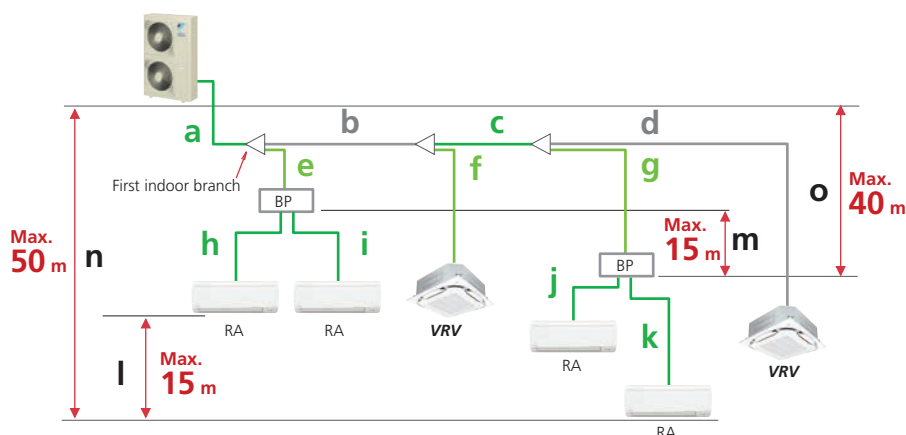 a
b
c
d
e
f
g
First indoor branch
BP
o
Max.
40 m
h
i
m
Max.
15 m
Max.
50 m
n
BP
j
k
RA
RA
VRV
RA
VRV
l
Max.
15 m
RA